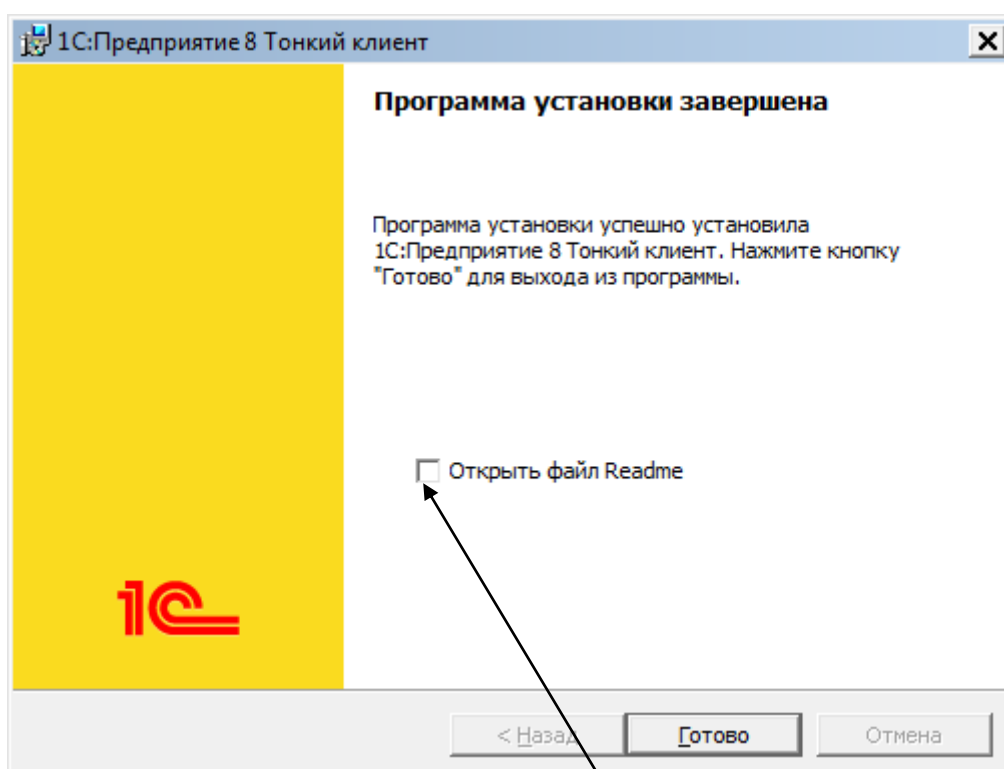 1С:Предприятие 8 Тонкий клиент
Программа установки завершена
Программа установки успешно установила
1С:Предприятие 8 Тонкий клиент. Нажмите кнопку
"Готово" для выхода из программы.
Открыть файл Readme
1С
< Назад Готово Отмена